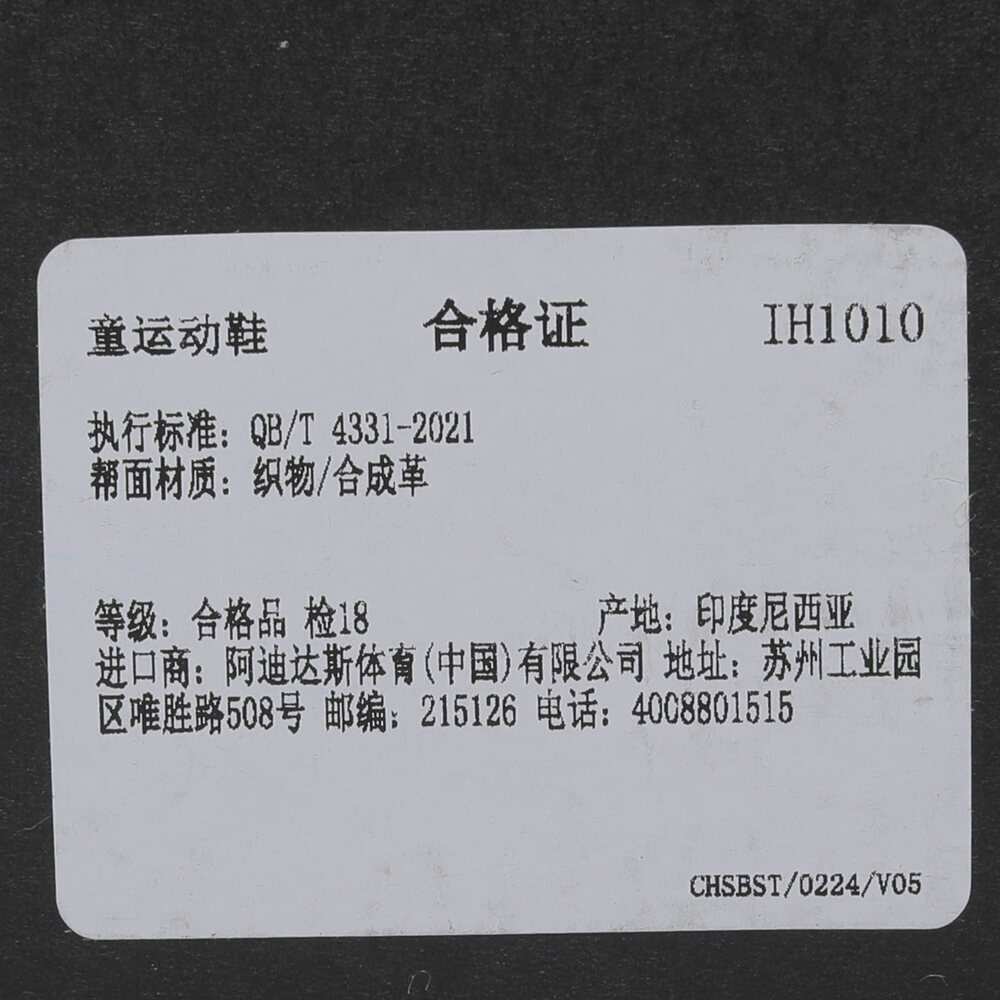 童运动鞋 合格证 IH1010
执行标准：QB/T 4331-2021
帮面材质：织物/合成革
等级：合格品 检18 产地：印度尼西亚
进口商：阿迪达斯体育(中国)有限公司 地址：苏州工业园
区唯胜路508号 邮编：215126 电话：4008801515
CHSBST/0224/V05